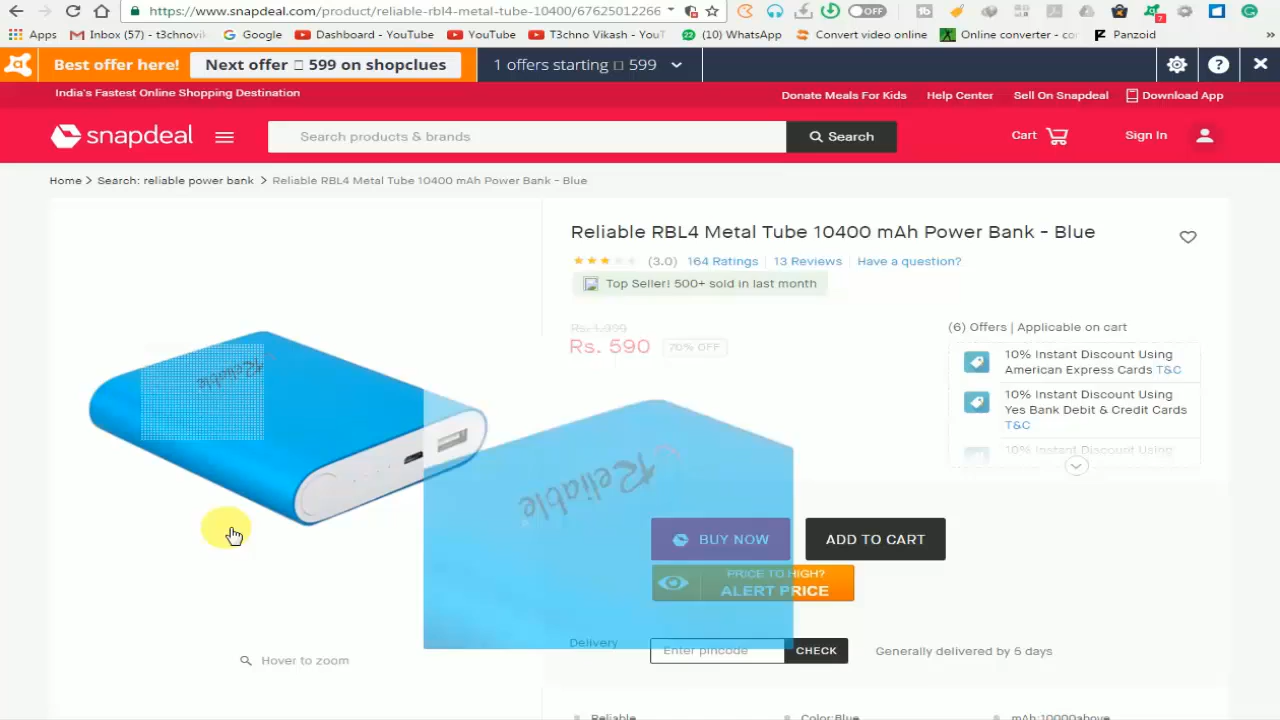 https://www.snapdeal.com/product/reliable-rbl4-metal-tube-10400/67625012266
OFF
Apps
Inbox (57) - t3chnovik
Google
Dashboard - YouTube
YouTube
T3chno Vikash - YouT
(10) WhatsApp
Convert video online
Online converter - con
Panzoid
Best offer here!
Next offer 599 on shopclues
1 offers starting 599
India's Fastest Online Shopping Destination
Donate Meals For Kids
Help Center
Sell On Snapdeal
Download App
snapdeal
Search products & brands
Search
Cart
Sign In
Home > Search: reliable power bank > Reliable RBL4 Metal Tube 10400 mAh Power Bank - Blue
Reliable RBL4 Metal Tube 10400 mAh Power Bank - Blue
(3.0) 164 Ratings | 13 Reviews | Have a question?
Top Seller! 500+ sold in last month
Rs. 1,999
Rs. 590
70% OFF
(6) Offers | Applicable on cart
10% Instant Discount Using
American Express Cards T&C
10% Instant Discount Using
Yes Bank Debit & Credit Cards
T&C
10% Instant Discount Using
Reliable
Reliable
BUY NOW
ADD TO CART
PRICE TO HIGH?
ALERT PRICE
Delivery
Enter pincode
CHECK
Generally delivered by 6 days
Hover to zoom
Reliable
Color:Blue
mAh:10000above